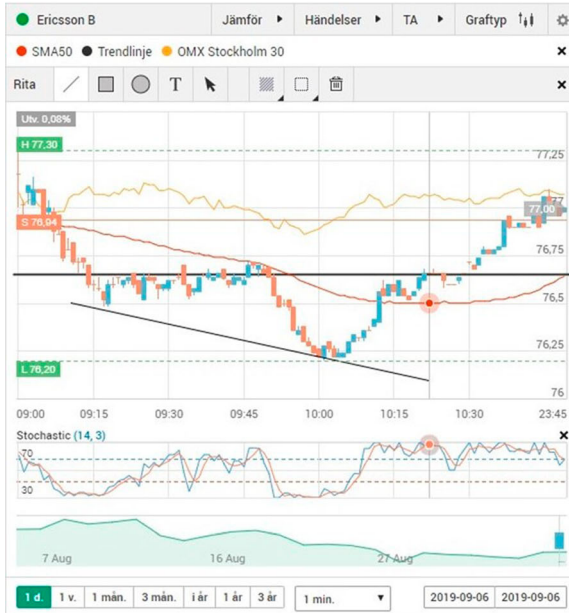 Ericsson B Jämför Händelser TA Graftyp
SMA50 Trendlinje OMX Stockholm 30
Rita T
Utv. 0,08%
H 77,30
77,25
77
77,00
S 76,94
76,75
76,5
76,25
L 76,20
76
09:00 09:15 09:30 09:45 10:00 10:15 10:30 23:45
Stochastic (14, 3)
70
30
7 Aug 16 Aug 27 Aug
1 d. 1 v. 1 mån. 3 mån. i år 1 år 3 år 1 min. 2019-09-06 2019-09-06